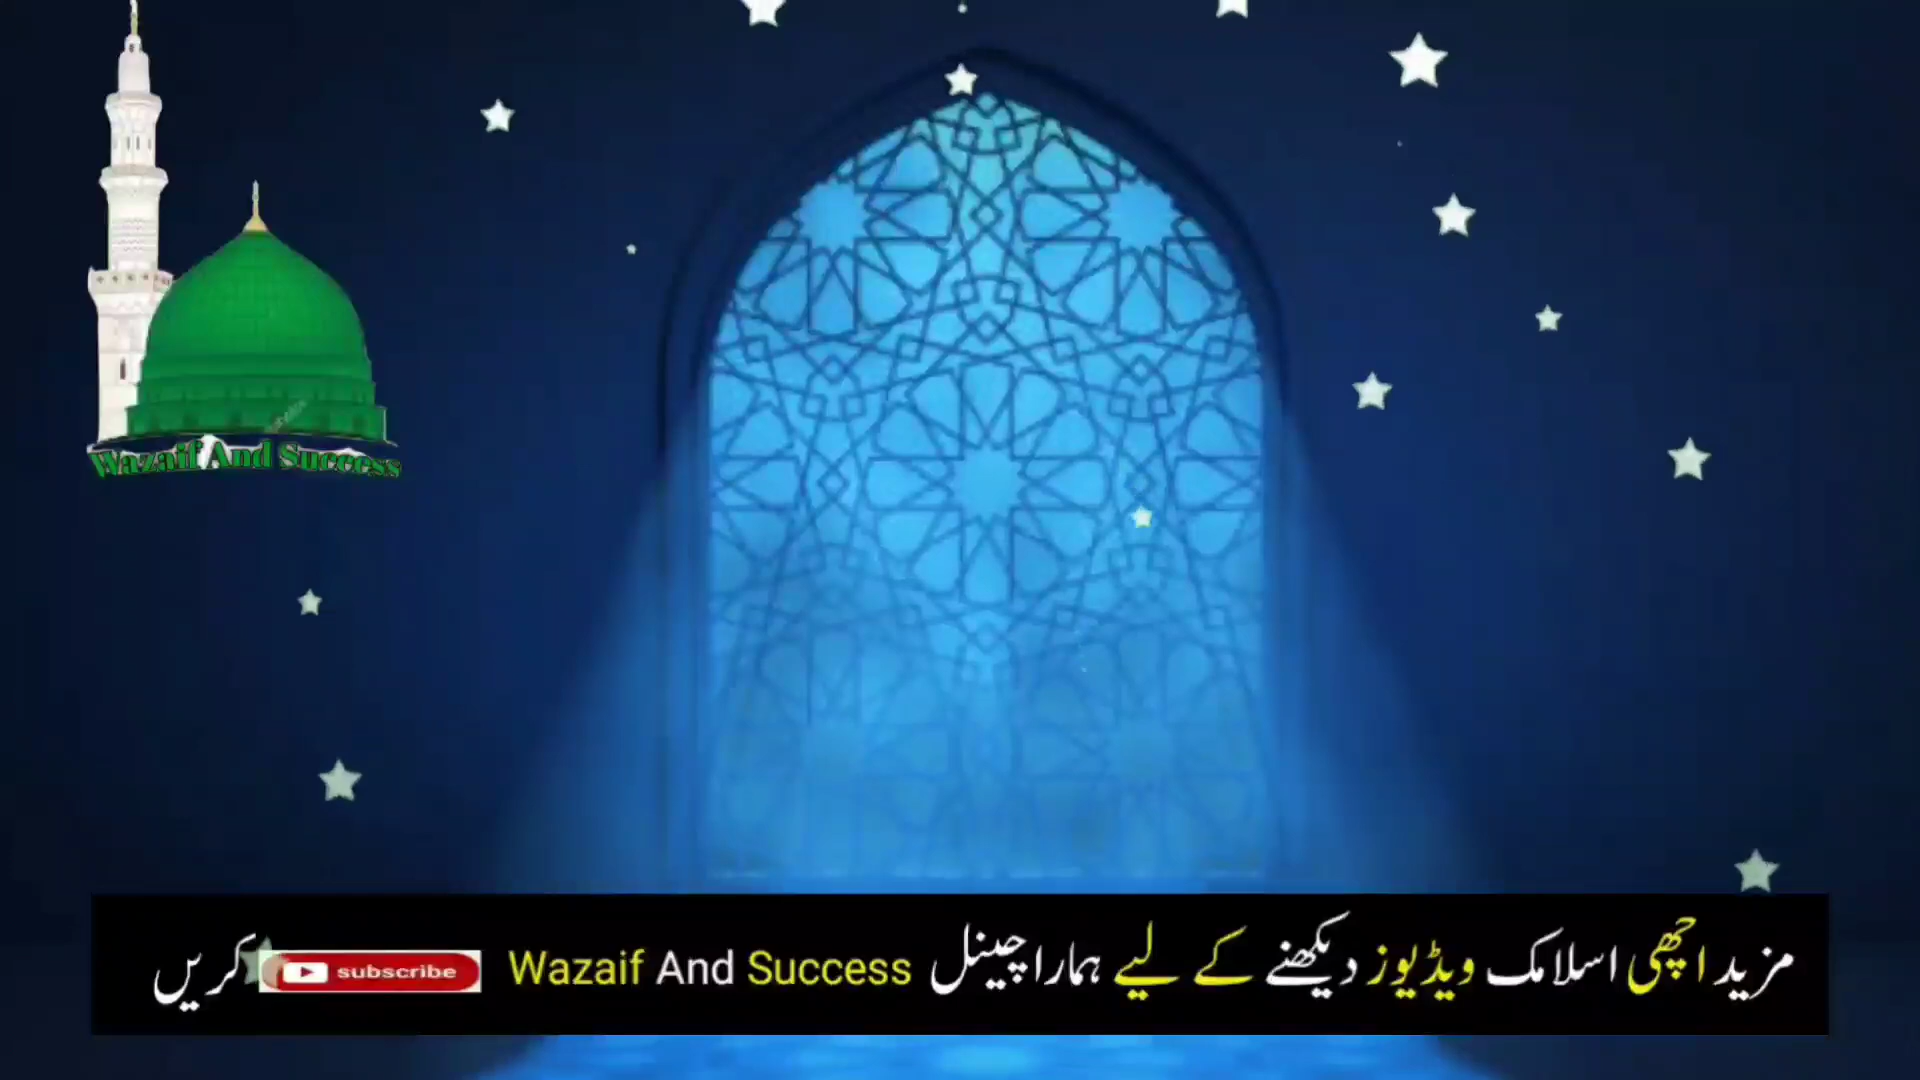 Wazaif And Success
مزید اچھی اسلامک ویڈیوز دیکھنے کے لیے ہمارا چینل Wazaif And Success subscribe کریں